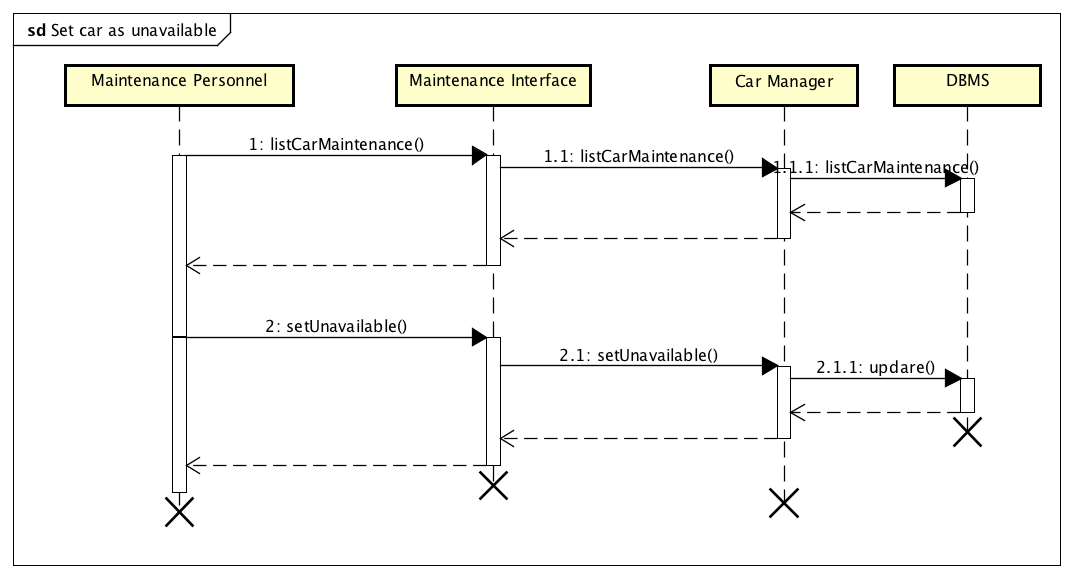 sd Set car as unavailable
Maintenance Personnel
Maintenance Interface
Car Manager
DBMS
1: listCarMaintenance()
1.1: listCarMaintenance()
1.1.1: listCarMaintenance()
2: setUnavailable()
2.1: setUnavailable()
2.1.1: updare()